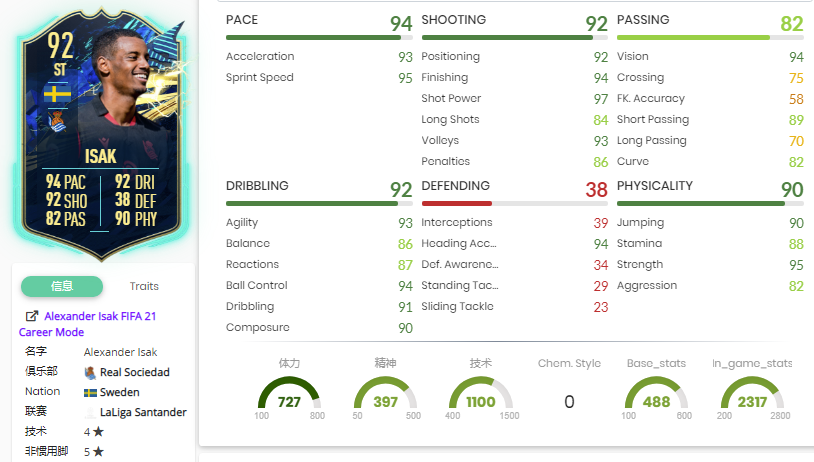 92
ST
ISAK
94 PAC 92 DRI
92 SHO 38 DEF
82 PAS 90 PHY
信息 Traits
Alexander Isak FIFA 21
Career Mode
名字 Alexander Isak
俱乐部 Real Sociedad
Nation Sweden
联赛 LaLiga Santander
技术 4 ★
非惯用脚 5 ★
PACE 94
Acceleration 93
Sprint Speed 95
SHOOTING 92
Positioning 92
Finishing 94
Shot Power 97
Long Shots 84
Volleys 93
Penalties 86
PASSING 82
Vision 94
Crossing 75
FK. Accuracy 58
Short Passing 89
Long Passing 70
Curve 82
DRIBBLING 92
Agility 93
Balance 86
Reactions 87
Ball Control 94
Dribbling 91
Composure 90
DEFENDING 38
Interceptions 39
Heading Acc... 94
Def. Awarene... 34
Standing Tac... 29
Sliding Tackle 23
PHYSICALITY 90
Jumping 90
Stamina 88
Strength 95
Aggression 82
体力
727
100 800
精神
397
50 500
技术
1100
400 1500
Chem. Style
0
Base_stats
488
100 600
In_game_stats
2317
200 2800